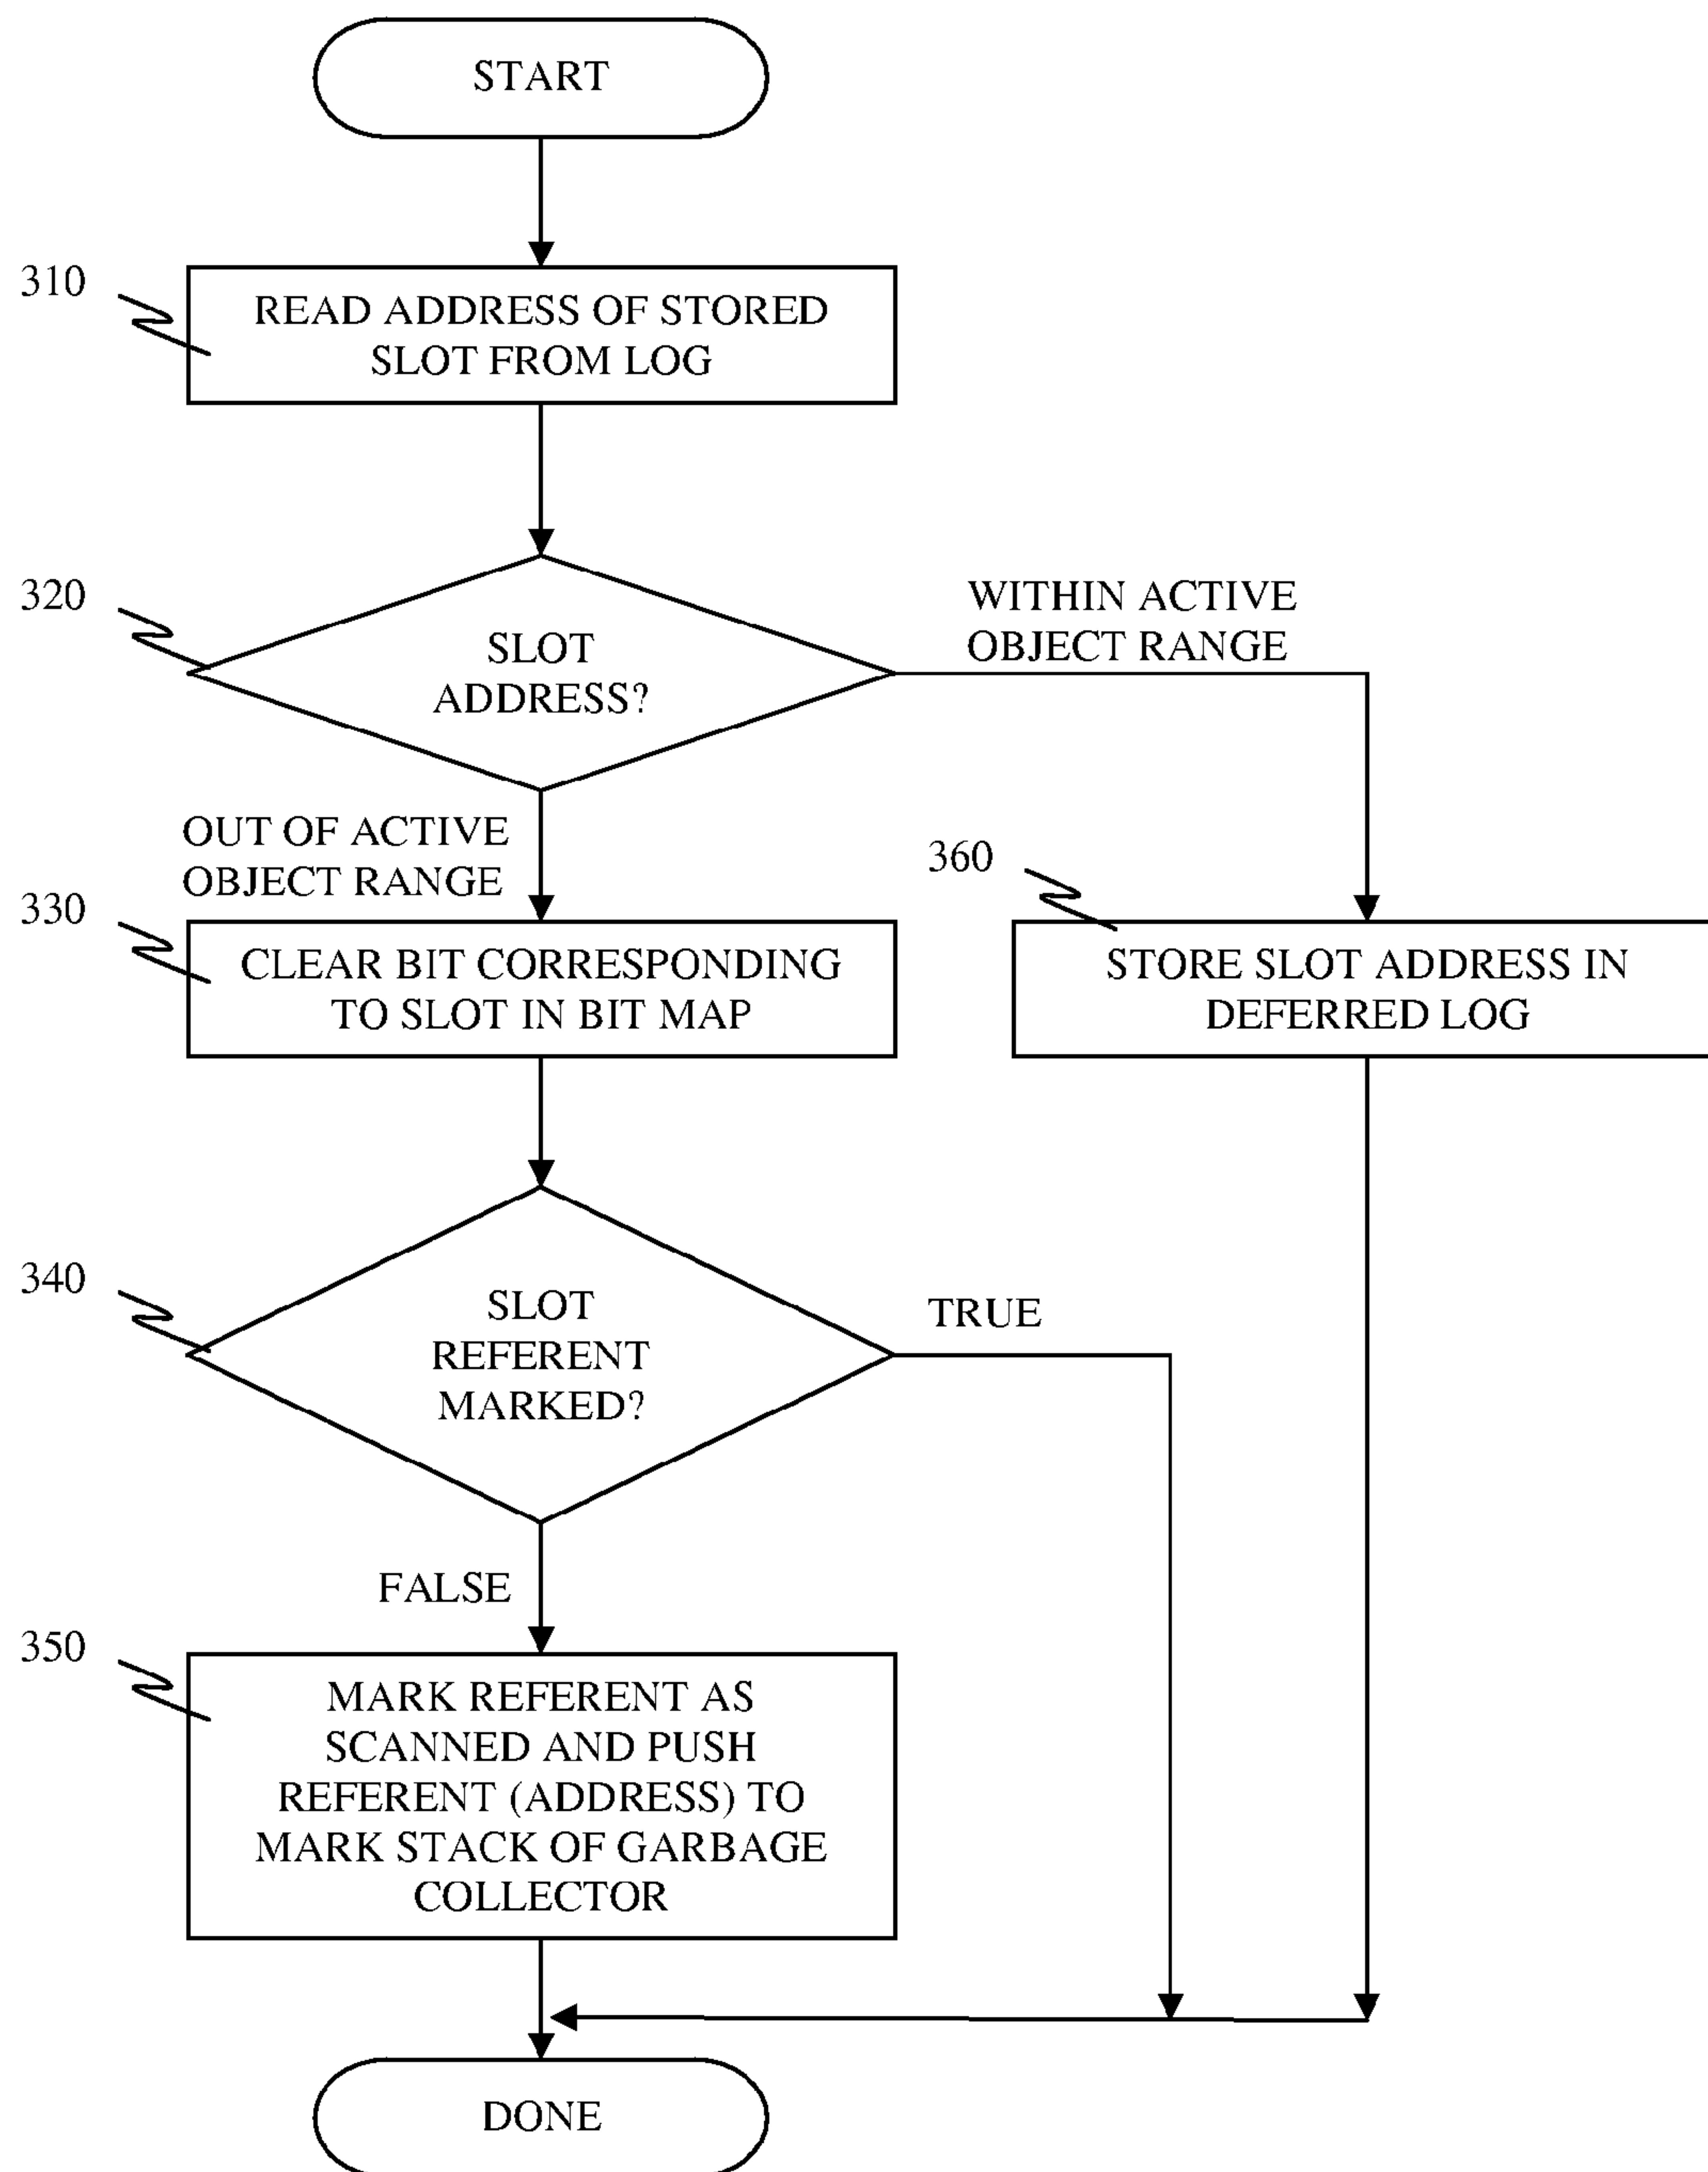 START
310
READ ADDRESS OF STORED
SLOT FROM LOG
320
SLOT
ADDRESS?
WITHIN ACTIVE
OBJECT RANGE
OUT OF ACTIVE
OBJECT RANGE
330
CLEAR BIT CORRESPONDING
TO SLOT IN BIT MAP
360
STORE SLOT ADDRESS IN
DEFERRED LOG
340
SLOT
REFERENT
MARKED?
TRUE
FALSE
350
MARK REFERENT AS
SCANNED AND PUSH
REFERENT (ADDRESS) TO
MARK STACK OF GARBAGE
COLLECTOR
DONE